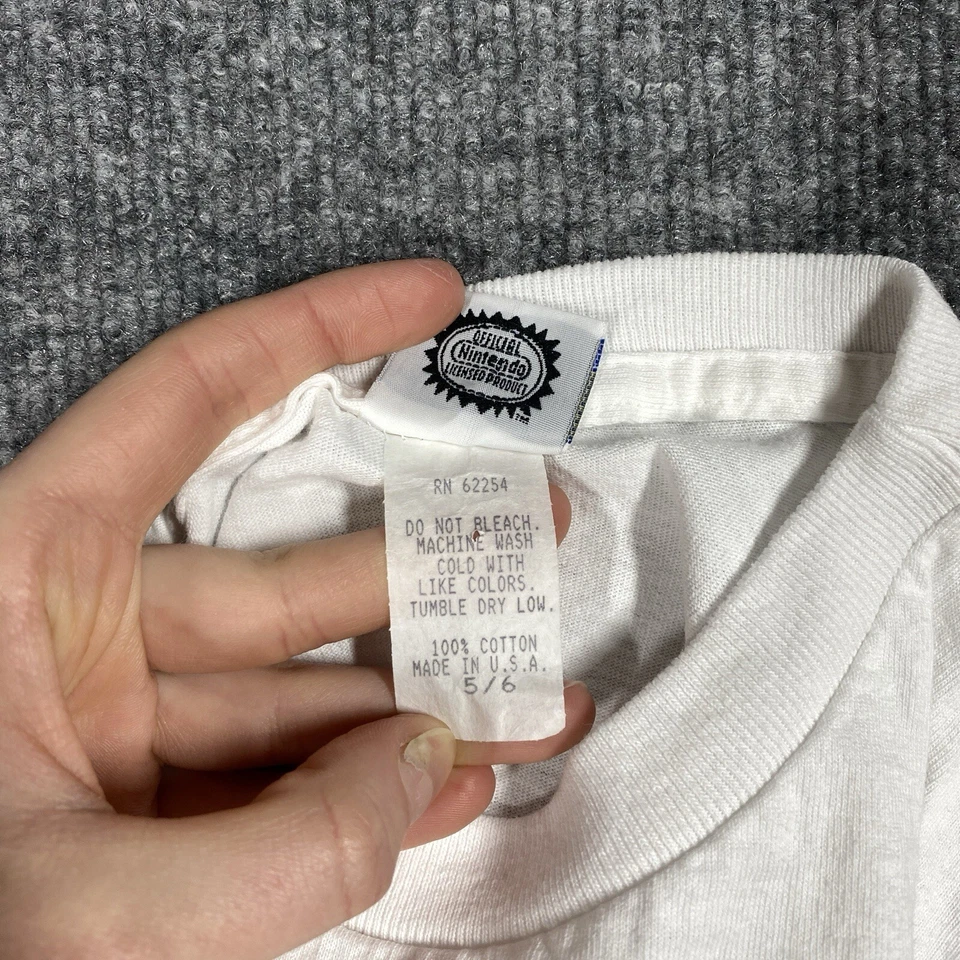 OFFICIAL
Nintendo
LICENSED PRODUCT
TM
RN 62254
DO NOT BLEACH.
MACHINE WASH
COLD WITH
LIKE COLORS.
TUMBLE DRY LOW.
100% COTTON
MADE IN U.S.A.
5/6